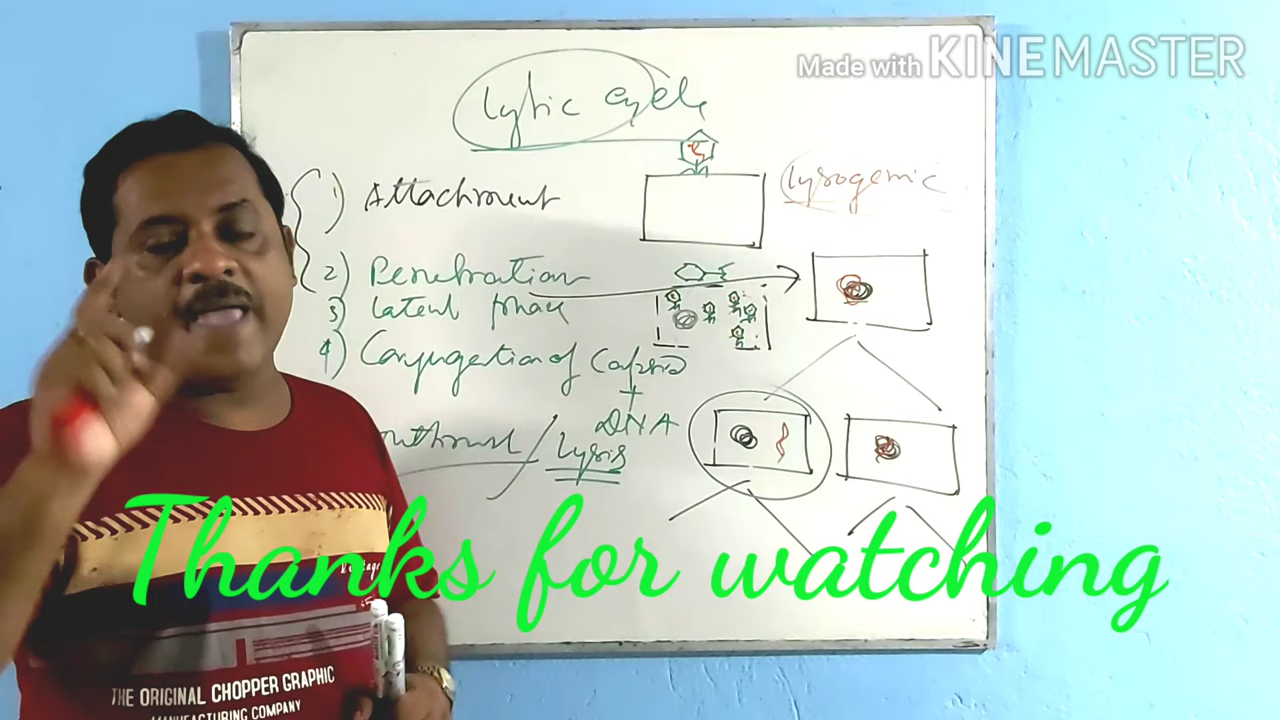 Made with KINEMASTER
Lytic cycle
Lysogenic
1) Attachment
2) Penetration
3) Latent phase
4) Conjugation of Capsid
+
DNA
/ Lysis
Thanks for watching
THE ORIGINAL CHOPPER GRAPHIC
MANUFACTURING COMPANY